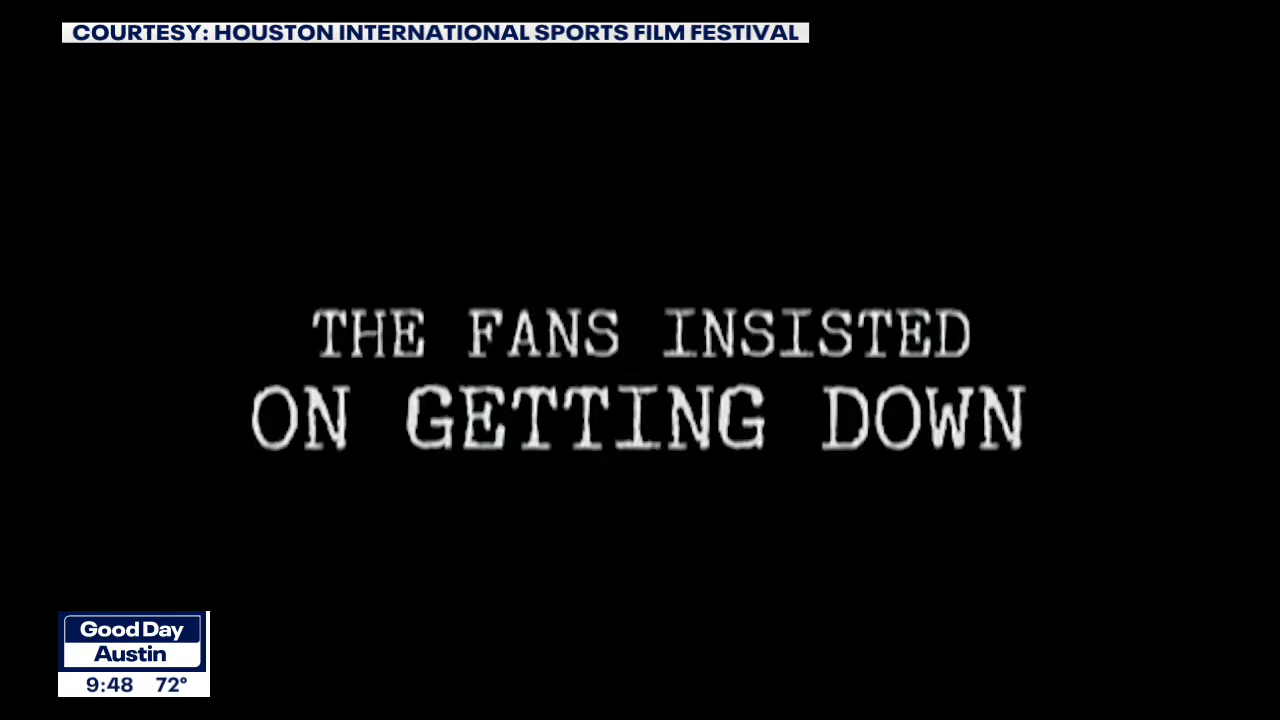 COURTESY: HOUSTON INTERNATIONAL SPORTS FILM FESTIVAL
THE FANS INSISTED
ON GETTING DOWN
Good Day
Austin
9:48 72°